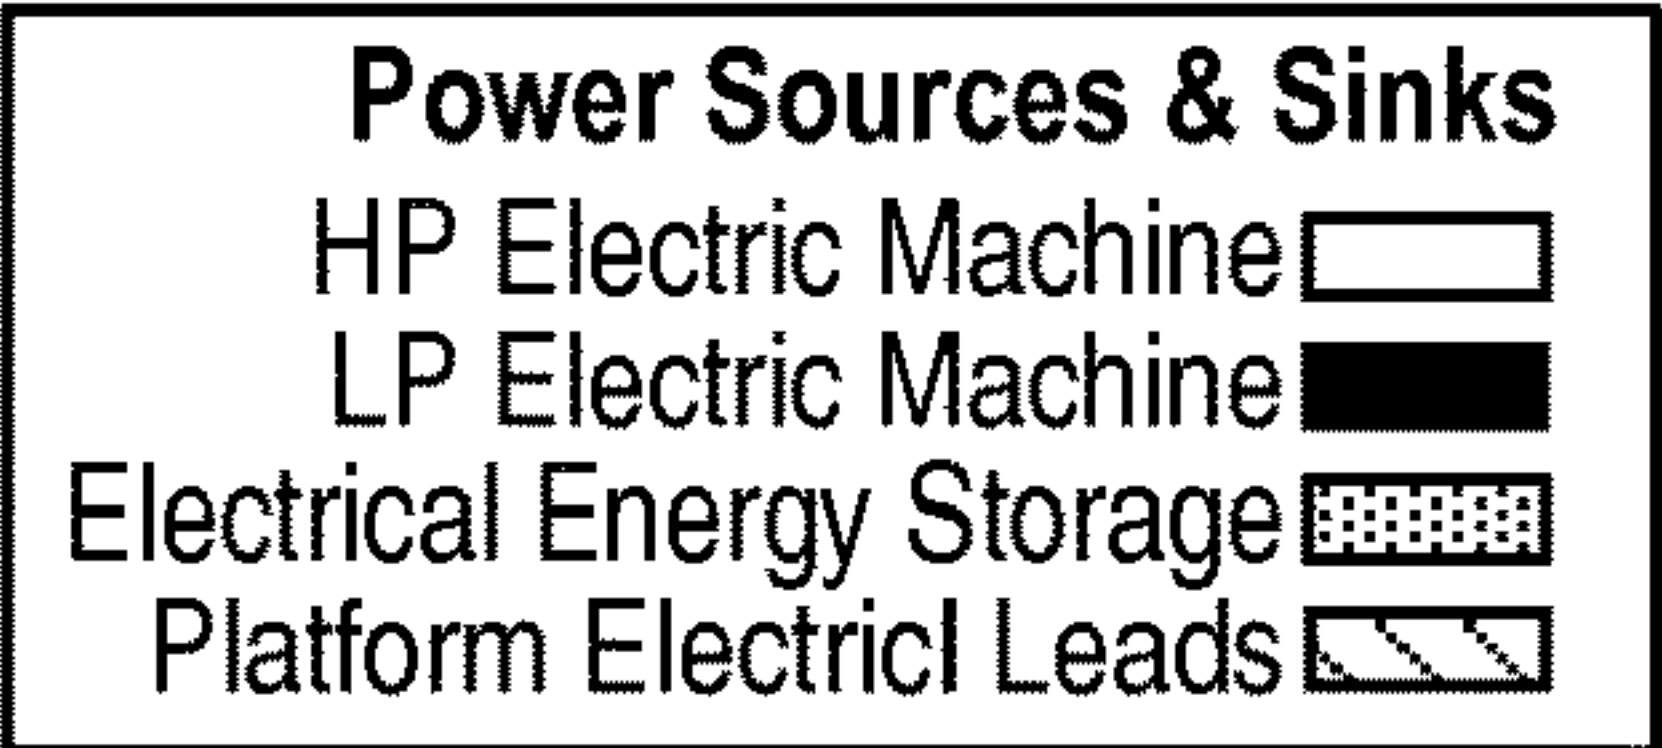 Power Sources & Sinks
HP Electric Machine
LP Electric Machine
Electrical Energy Storage
Platform Electricl Leads